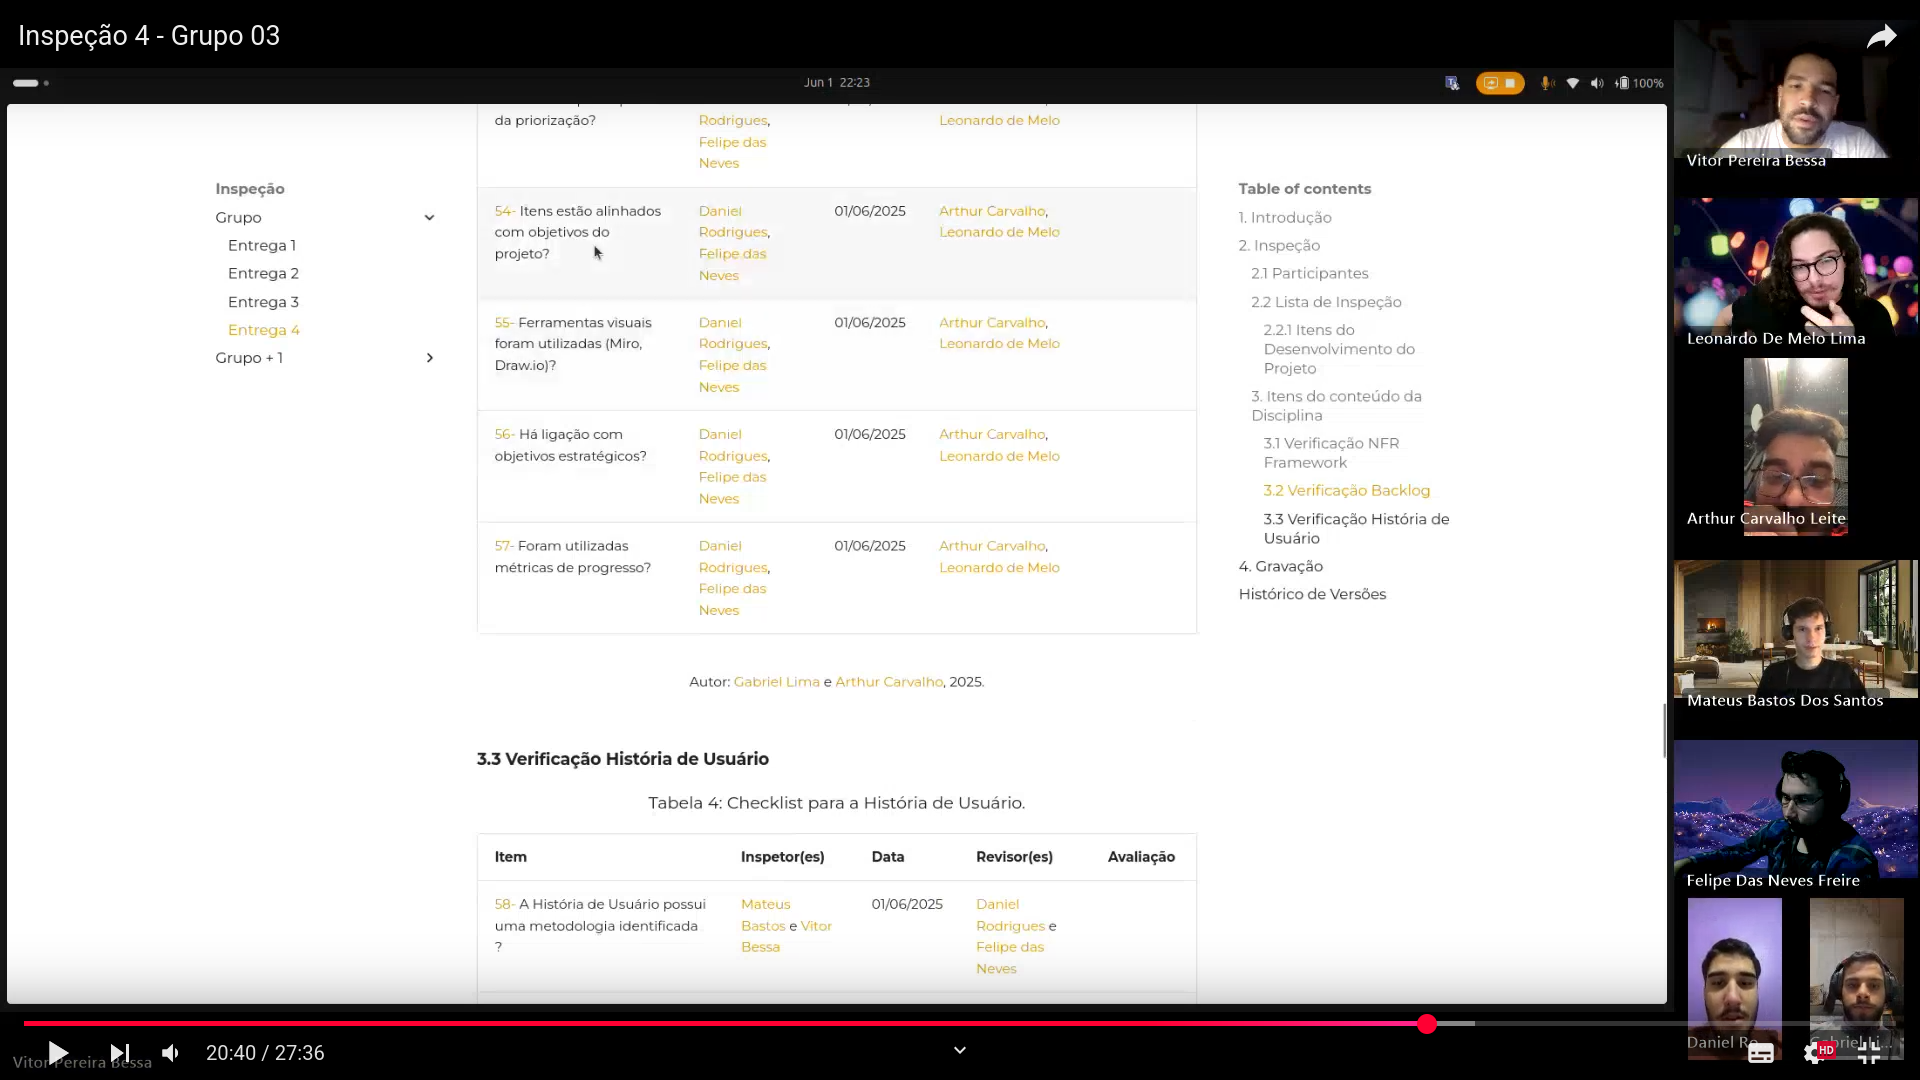 Inspeção 4 - Grupo 03
Jun 1 22:23
100%
Inspeção
Grupo
Entrega 1
Entrega 2
Entrega 3
Entrega 4
Grupo + 1
da priorização?
Rodrigues,
Felipe das
Neves
Leonardo de Melo
54- Itens estão alinhados
com objetivos do
projeto?
Daniel
Rodrigues,
Felipe das
Neves
01/06/2025
Arthur Carvalho,
Leonardo de Melo
55- Ferramentas visuais
foram utilizadas (Miro,
Draw.io)?
Daniel
Rodrigues,
Felipe das
Neves
01/06/2025
Arthur Carvalho,
Leonardo de Melo
56- Há ligação com
objetivos estratégicos?
Daniel
Rodrigues,
Felipe das
Neves
01/06/2025
Arthur Carvalho,
Leonardo de Melo
57- Foram utilizadas
métricas de progresso?
Daniel
Rodrigues,
Felipe das
Neves
01/06/2025
Arthur Carvalho,
Leonardo de Melo
Autor: Gabriel Lima e Arthur Carvalho, 2025.
3.3 Verificação História de Usuário
Tabela 4: Checklist para a História de Usuário.
Item Inspetor(es) Data Revisor(es) Avaliação
58- A História de Usuário possui
uma metodologia identificada
?
Mateus
Bastos e Vitor
Bessa
01/06/2025
Daniel
Rodrigues e
Felipe das
Neves
Table of contents
1. Introdução
2. Inspeção
2.1 Participantes
2.2 Lista de Inspeção
2.2.1 Itens do
Desenvolvimento do
Projeto
3. Itens do conteúdo da
Disciplina
3.1 Verificação NFR
Framework
3.2 Verificação Backlog
3.3 Verificação História de
Usuário
4. Gravação
Histórico de Versões
Vitor Pereira Bessa
Leonardo De Melo Lima
Arthur Carvalho Leite
Mateus Bastos Dos Santos
Felipe Das Neves Freire
Daniel Ro
Gabriel Li...
20:40 / 27:36
HD
Vitor Pereira Bessa